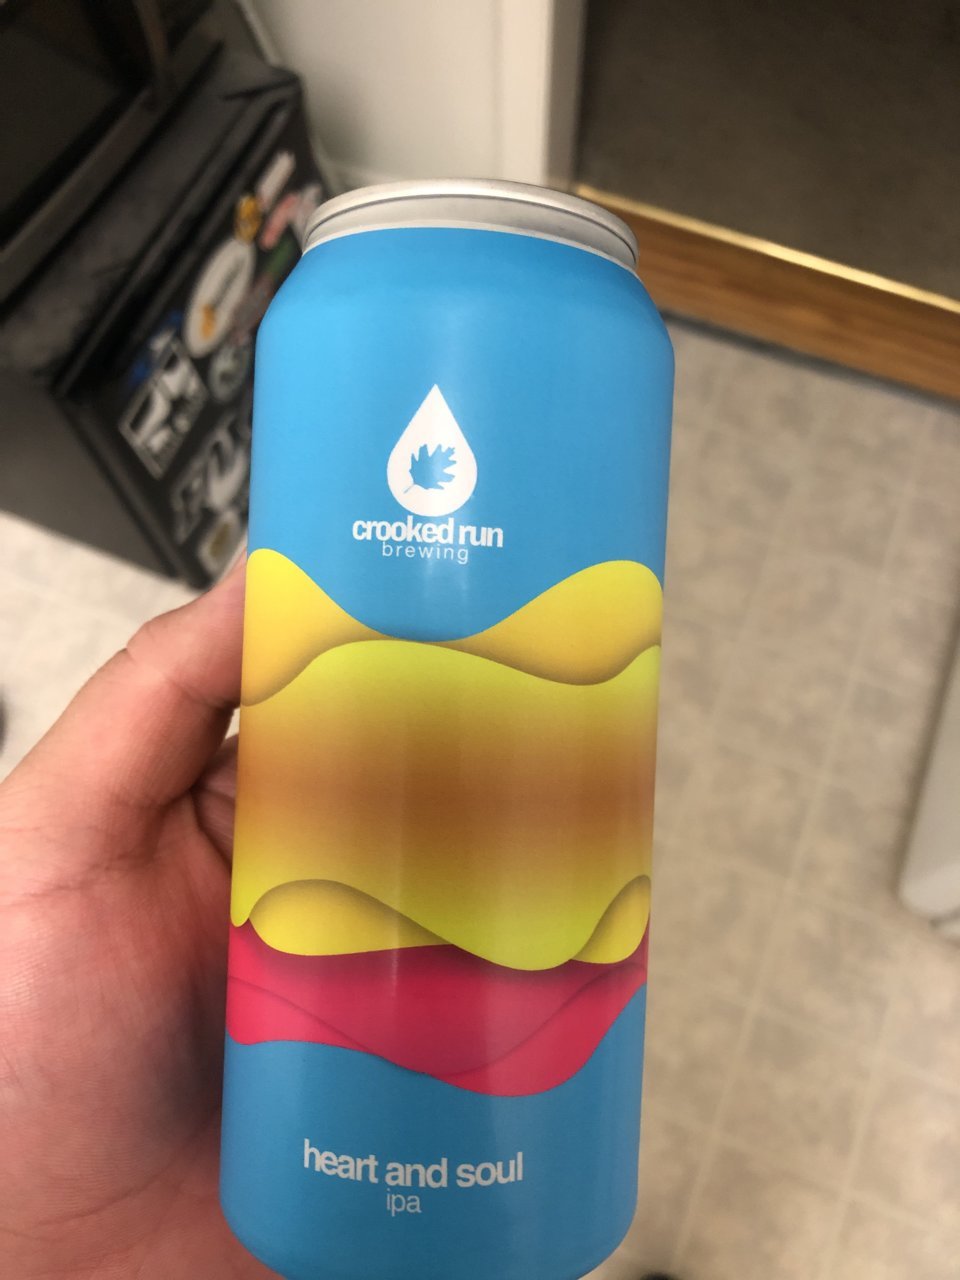 crooked run
brewing
heart and soul
ipa